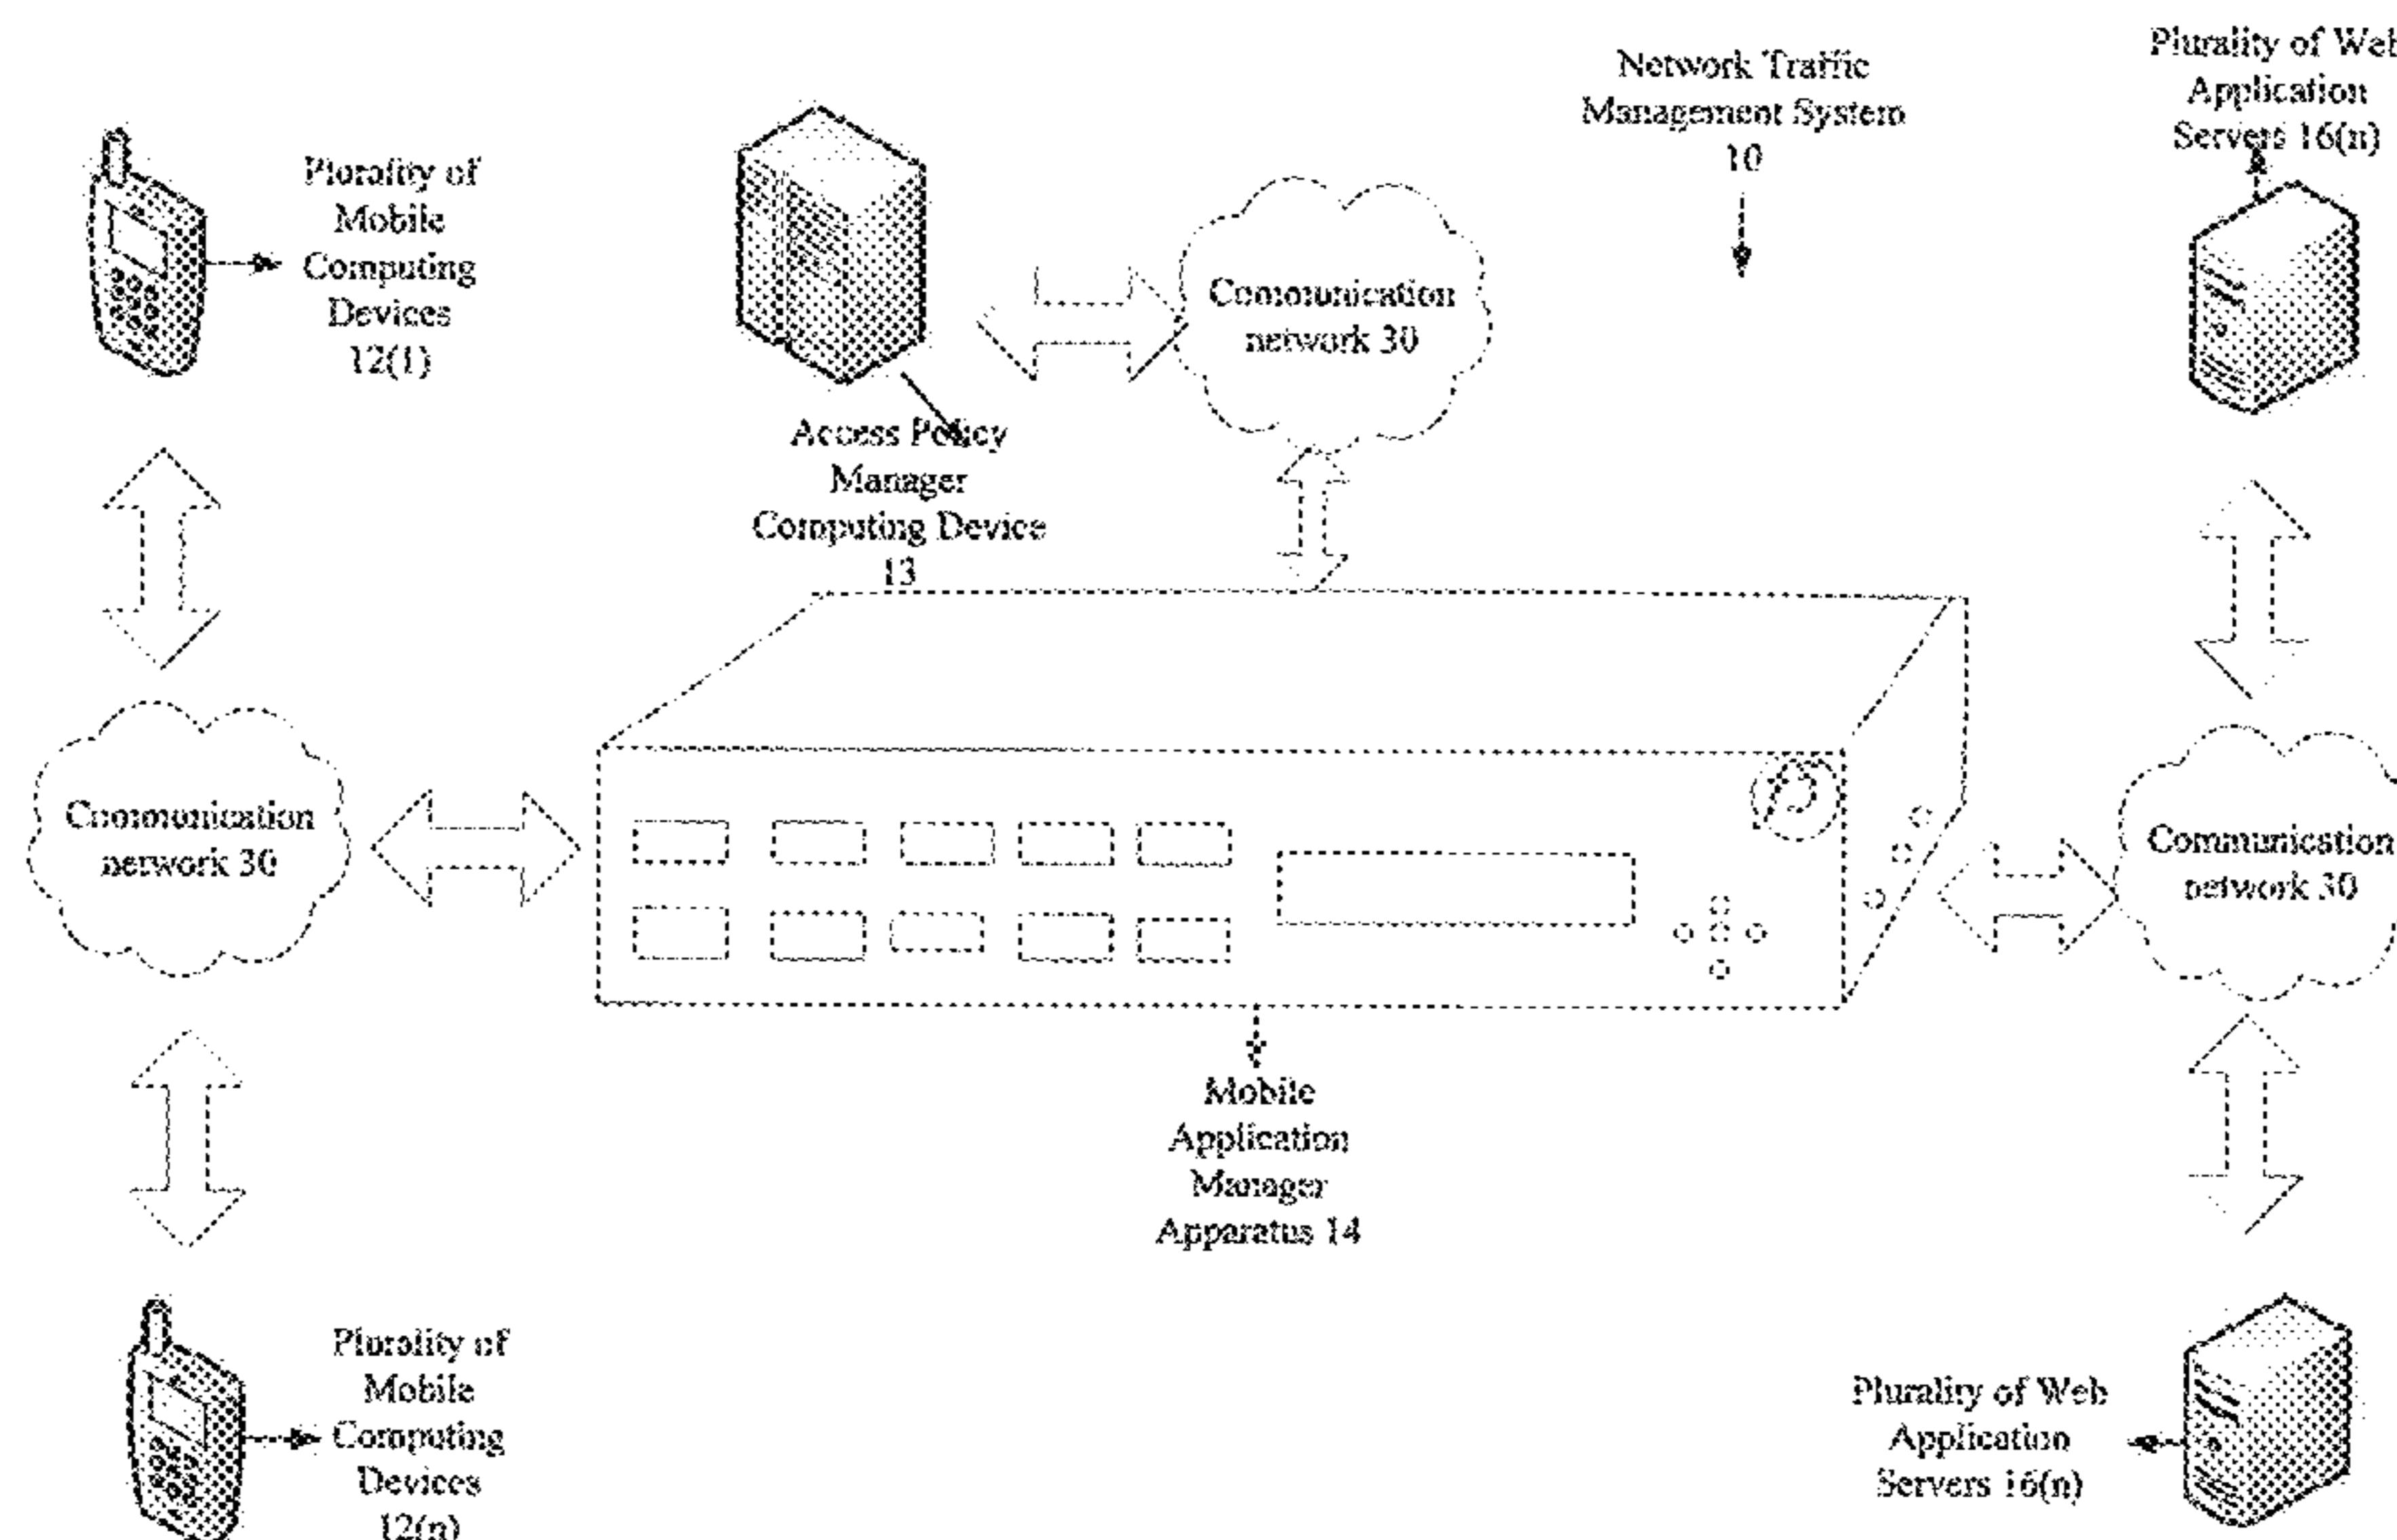 Plurality of Web
Application
Servers 16(n)
Network Traffic
Management System
10
Plurality of
Mobile
Computing
Devices
12(1)
Communication
network 30
Access Policy
Manager
Computing Device
13
Communication
network 30
Communication
network 30
Mobile
Application
Manager
Apparatus 14
Plurality of
Mobile
Computing
Devices
12(n)
Plurality of Web
Application
Servers 16(n)